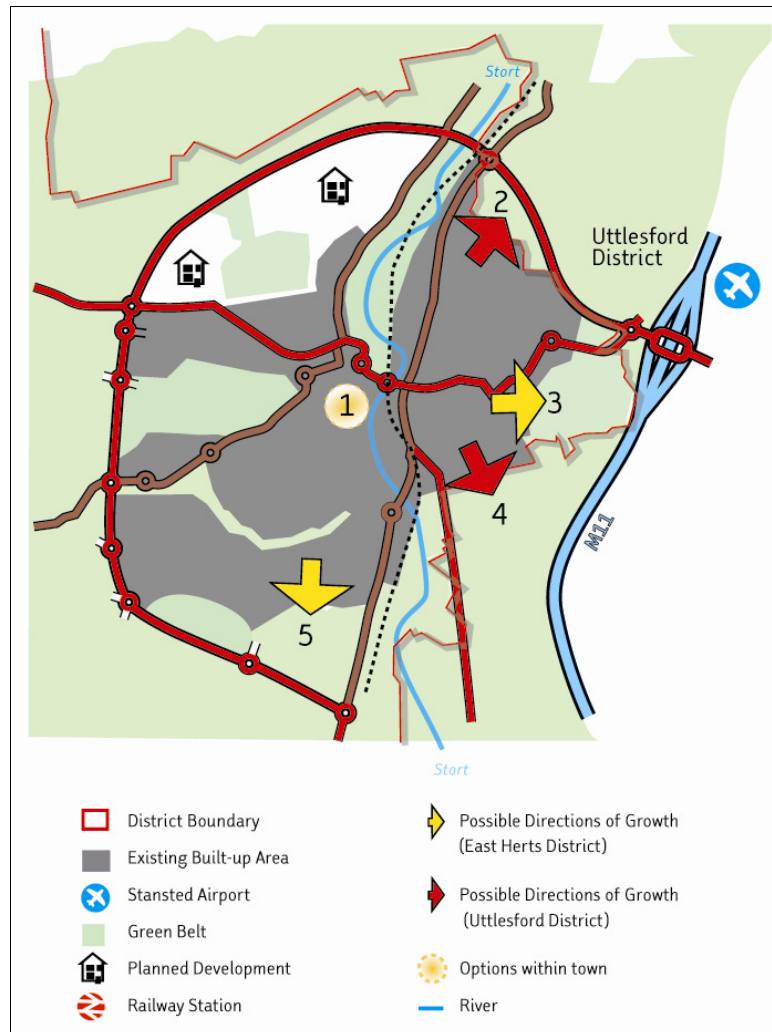 Stort
2
Uttlesford
District
1
3
4
M11
5
Stort
District Boundary
Existing Built-up Area
Stansted Airport
Green Belt
Planned Development
Railway Station
Possible Directions of Growth
(East Herts District)
Possible Directions of Growth
(Uttlesford District)
Options within town
River